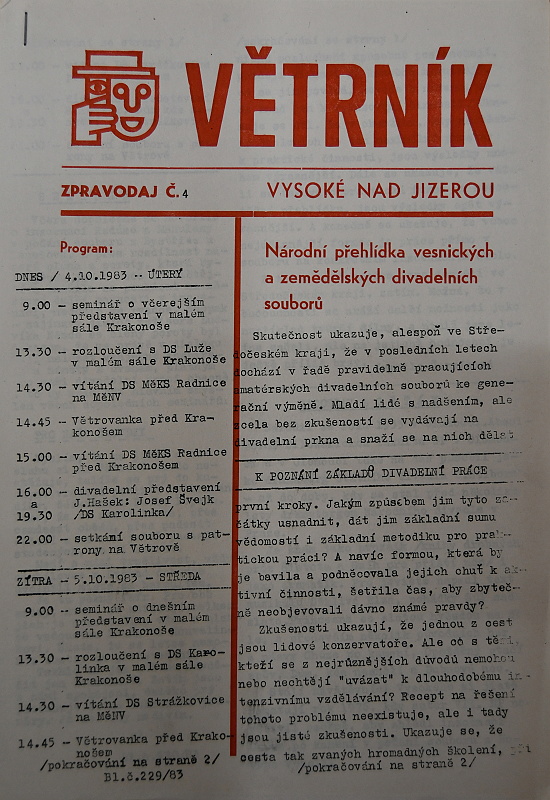 VĚTRNÍK
ZPRAVODAJ Č. 4
VYSOKÉ NAD JIZEROU
Program:
DNES / 4.10.1983 -- ÚTERÝ
9.00 - seminář o včerejším
představení v malém
sále Krakonoše
13.30 - rozloučení s DS Luže
v malém sále Krakonoše
14.30 - vítání DS MěKS Radnice
na MěNV
14.45 - Větrovanka před Kra-
konošem
15.00 - vítání DS MěKS Radnice
před Krakonošem
16.00 - divadelní představení
a J.Hašek: Josef Švejk
19.30 /DS Karolinka/
22.00 - setkání souboru s pat-
rony na Větrově
ZÍTRA - 5.10.1983 - STŘEDA
9.00 -- seminář o dnešním
představení v malém
sále Krakonoše
13.30 - rozloučení s DS Karo-
linka v malém sále
Krakonoše
14.30 - vítání DS Strážkovice
na MěNV
14.45 - Větrovanka před Krako-
nošem
/pokračování na straně 2/
Bl.č.229/83
Národní přehlídka vesnických
a zemědělských divadelních
souborů
Skutečnost ukazuje, alespoň ve Stře-
dočeském kraji, že v posledních letech
dochází v řadě pravidelně pracujících
amatérských divadelních souborů ke gene-
rační výměně. Mladí lidé s nadšením, ale
zcela bez zkušeností se vydávají na
divadelní prkna a snaží se na nich dělat
K POZNÁNÍ ZÁKLADŮ DIVADELNÍ PRÁCE
první kroky. Jakým způsobem jim tyto za-
čátky usnadnit, dát jim základní sumu
vědomostí i základní metodiku pro prak-
tickou práci? A navíc formou, která by
je bavila a podněcovala jejich chuť k ak-
tivní činnosti, šetřila čas, aby zbyteč-
ně neobjevovali dávno známé pravdy?
Zkušenosti ukazují, že jednou z cest
jsou lidové konzervatoře. Ale co s těmi,
kteří se z nejrůznějších důvodů nemohou
nebo nechtějí "uvázat" k dlouhodobému in-
tenzivnímu vzdělávání? Recept na řešení
tohoto problému neexistuje, ale i tady
jsou jisté zkušenosti. Ukazuje se, že
cesta tak zvaných hromadných školení, při
/pokračování na straně 2/